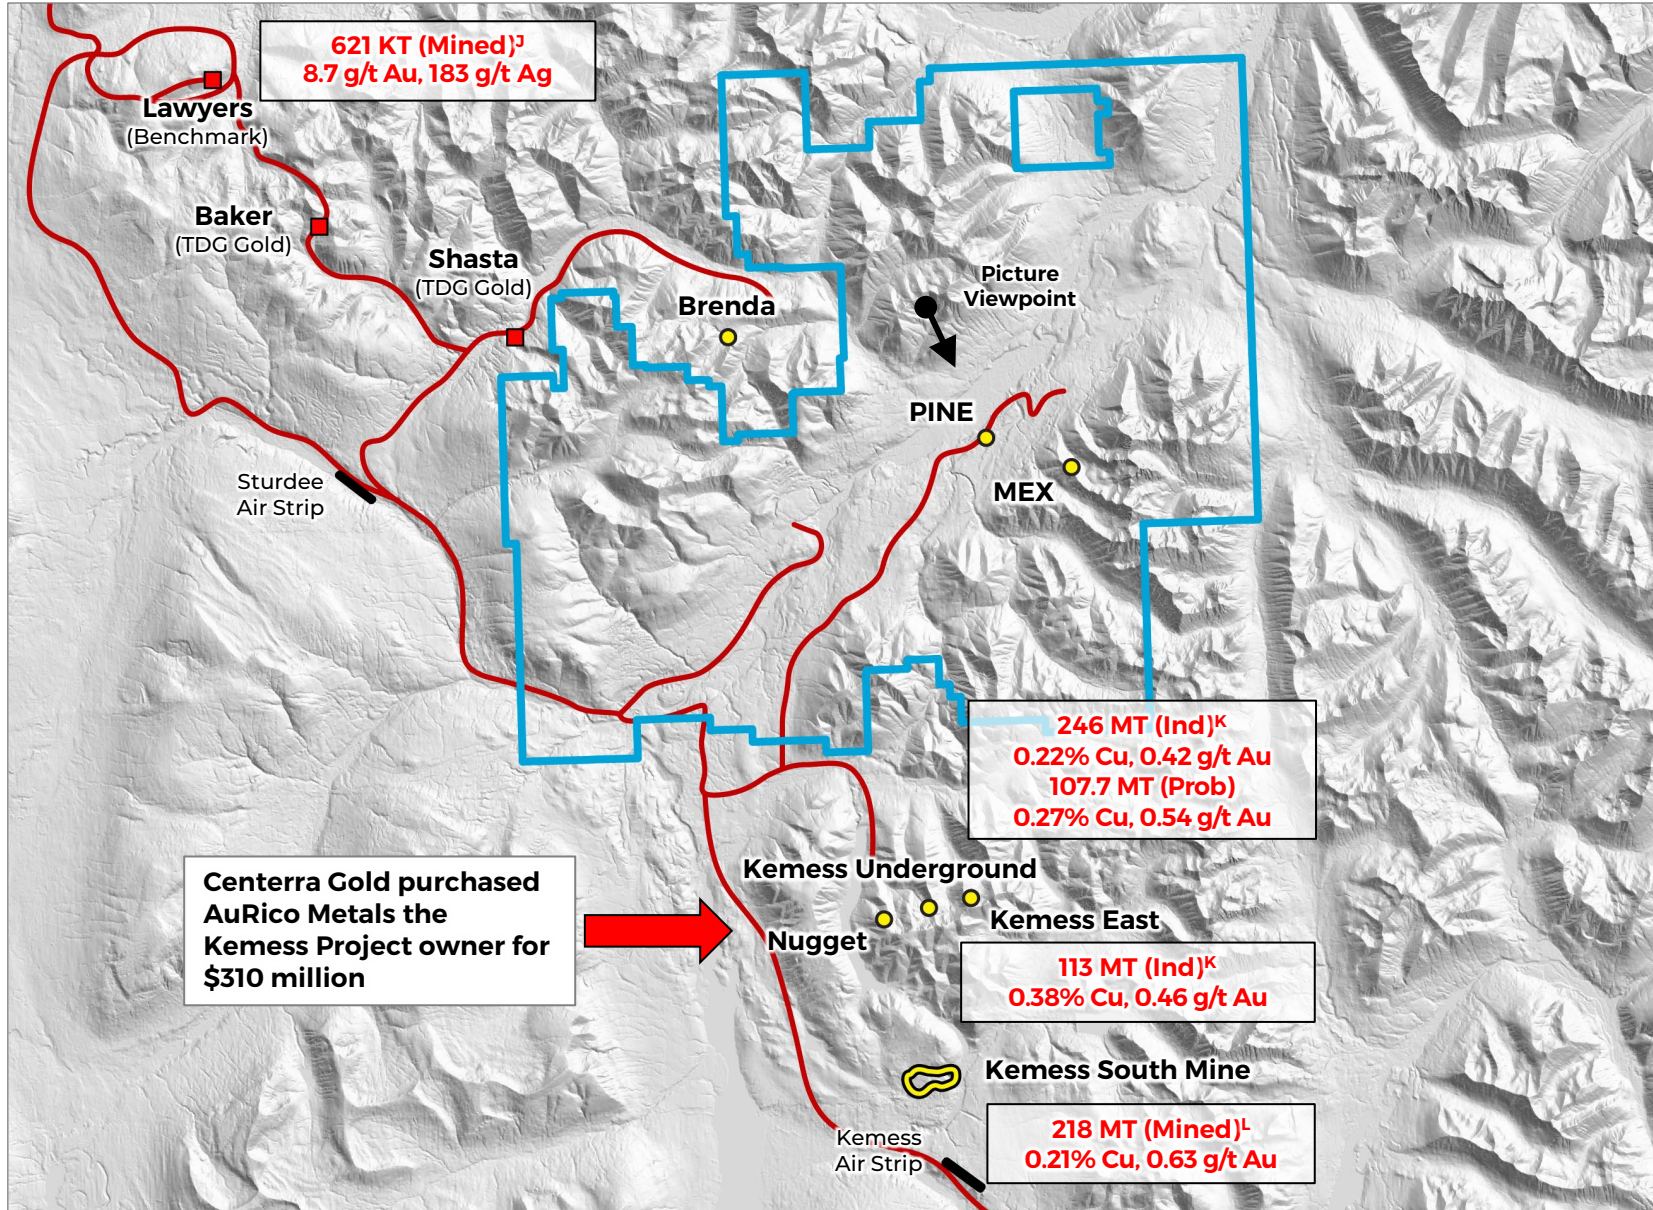 621 KT (Mined)ᴶ
8.7 g/t Au, 183 g/t Ag
Lawyers
(Benchmark)
Baker
(TDG Gold)
Shasta
(TDG Gold)
Brenda
Picture
Viewpoint
PINE
MEX
Sturdee
Air Strip
246 MT (Ind)ᴷ
0.22% Cu, 0.42 g/t Au
107.7 MT (Prob)
0.27% Cu, 0.54 g/t Au
Centerra Gold purchased
AuRico Metals the
Kemess Project owner for
$310 million
Kemess Underground
Kemess East
Nugget
113 MT (Ind)ᴷ
0.38% Cu, 0.46 g/t Au
Kemess South Mine
218 MT (Mined)ᴸ
0.21% Cu, 0.63 g/t Au
Kemess
Air Strip